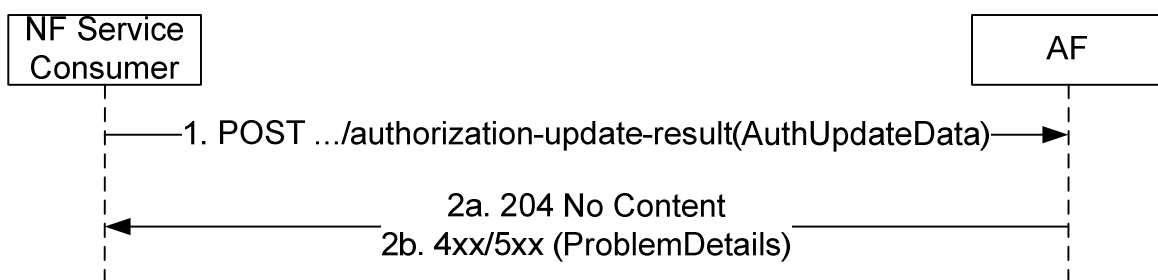 NF Service
Consumer
AF
1. POST .../authorization-update-result(AuthUpdateData)
2a. 204 No Content
2b. 4xx/5xx (ProblemDetails)